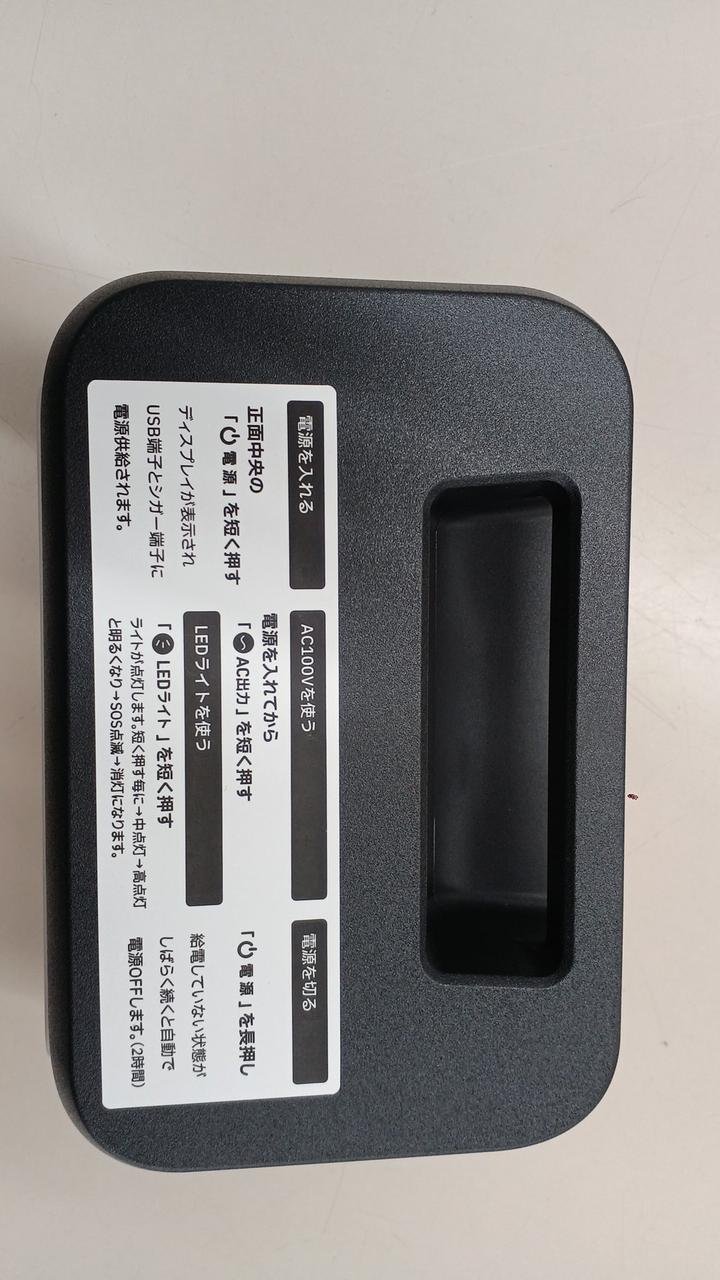 電源を入れる
正面中央の
「⏻ 電源」を短く押す
ディスプレイが表示され
USB端子とシガー端子に
電源供給されます。
AC100Vを使う
電源を入れてから
「AC出力」を短く押す
LEDライトを使う
「LEDライト」を短く押す
ライトが点灯します。短く押す毎に→中点灯→高点灯
と明るくなり→SOS点滅→消灯になります。
電源を切る
「⏻ 電源」を長押し
給電していない状態が
しばらく続くと自動で
電源OFFします。(2時間)